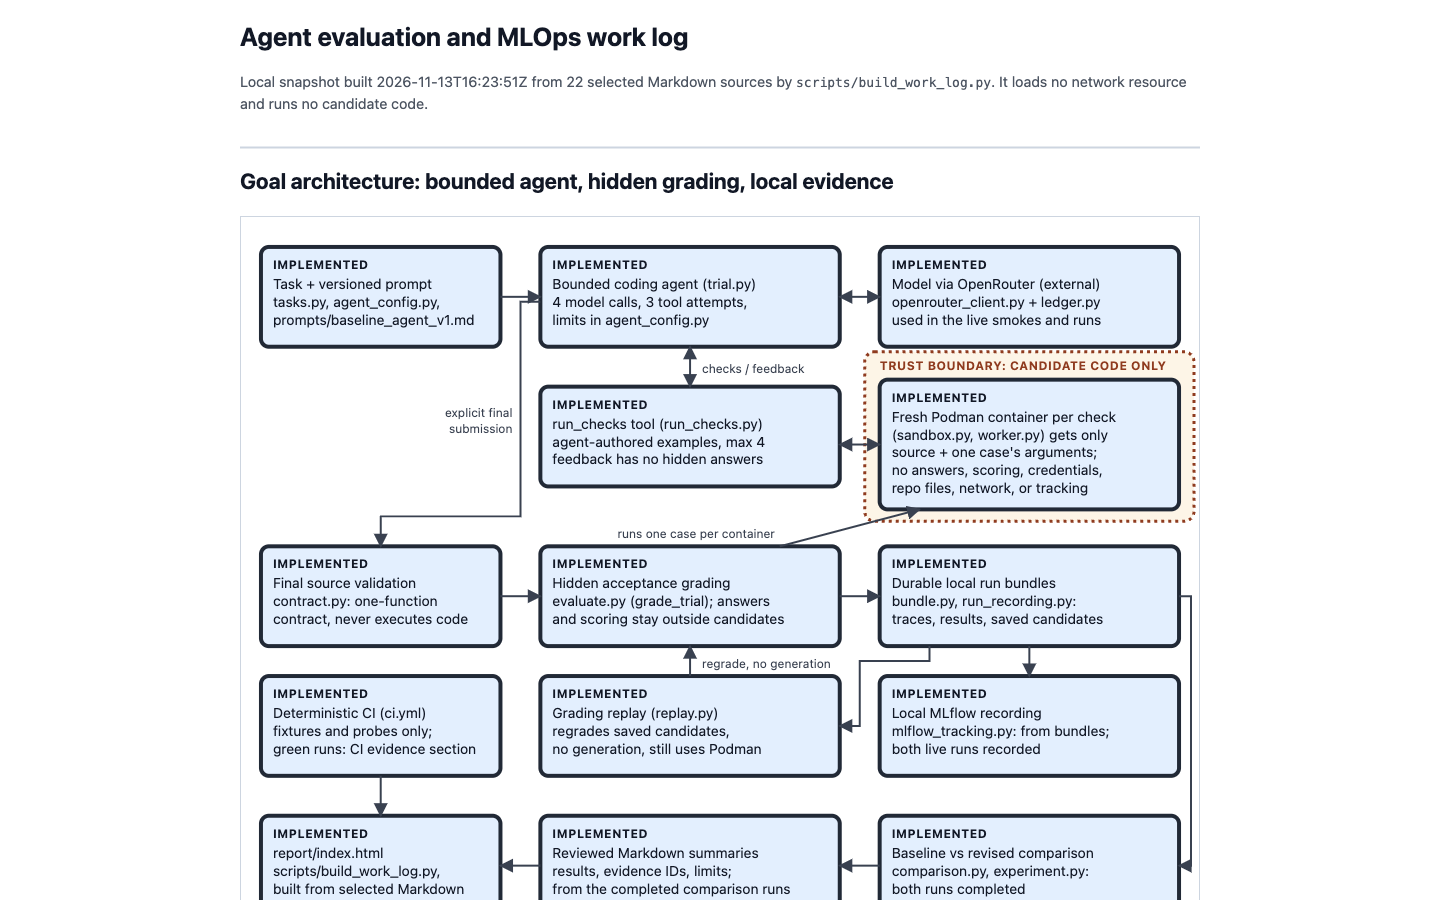 Agent evaluation and MLOps work log
Local snapshot built 2026-11-13T16:23:51Z from 22 selected Markdown sources by scripts/build_work_log.py. It loads no network resource
and runs no candidate code.
Goal architecture: bounded agent, hidden grading, local evidence
IMPLEMENTED
Task + versioned prompt
tasks.py, agent_config.py,
prompts/baseline_agent_v1.md
IMPLEMENTED
Bounded coding agent (trial.py)
4 model calls, 3 tool attempts,
limits in agent_config.py
IMPLEMENTED
Model via OpenRouter (external)
openrouter_client.py + ledger.py
used in the live smokes and runs
checks / feedback
TRUST BOUNDARY: CANDIDATE CODE ONLY
explicit final
submission
IMPLEMENTED
run_checks tool (run_checks.py)
agent-authored examples, max 4
feedback has no hidden answers
IMPLEMENTED
Fresh Podman container per check
(sandbox.py, worker.py) gets only
source + one case's arguments;
no answers, scoring, credentials,
repo files, network, or tracking
runs one case per container
IMPLEMENTED
Final source validation
contract.py: one-function
contract, never executes code
IMPLEMENTED
Hidden acceptance grading
evaluate.py (grade_trial); answers
and scoring stay outside candidates
IMPLEMENTED
Durable local run bundles
bundle.py, run_recording.py:
traces, results, saved candidates
regrade, no generation
IMPLEMENTED
Deterministic CI (ci.yml)
fixtures and probes only;
green runs: CI evidence section
IMPLEMENTED
Grading replay (replay.py)
regrades saved candidates,
no generation, still uses Podman
IMPLEMENTED
Local MLflow recording
mlflow_tracking.py: from bundles;
both live runs recorded
IMPLEMENTED
report/index.html
scripts/build_work_log.py,
built from selected Markdown
IMPLEMENTED
Reviewed Markdown summaries
results, evidence IDs, limits;
from the completed comparison runs
IMPLEMENTED
Baseline vs revised comparison
comparison.py, experiment.py:
both runs completed